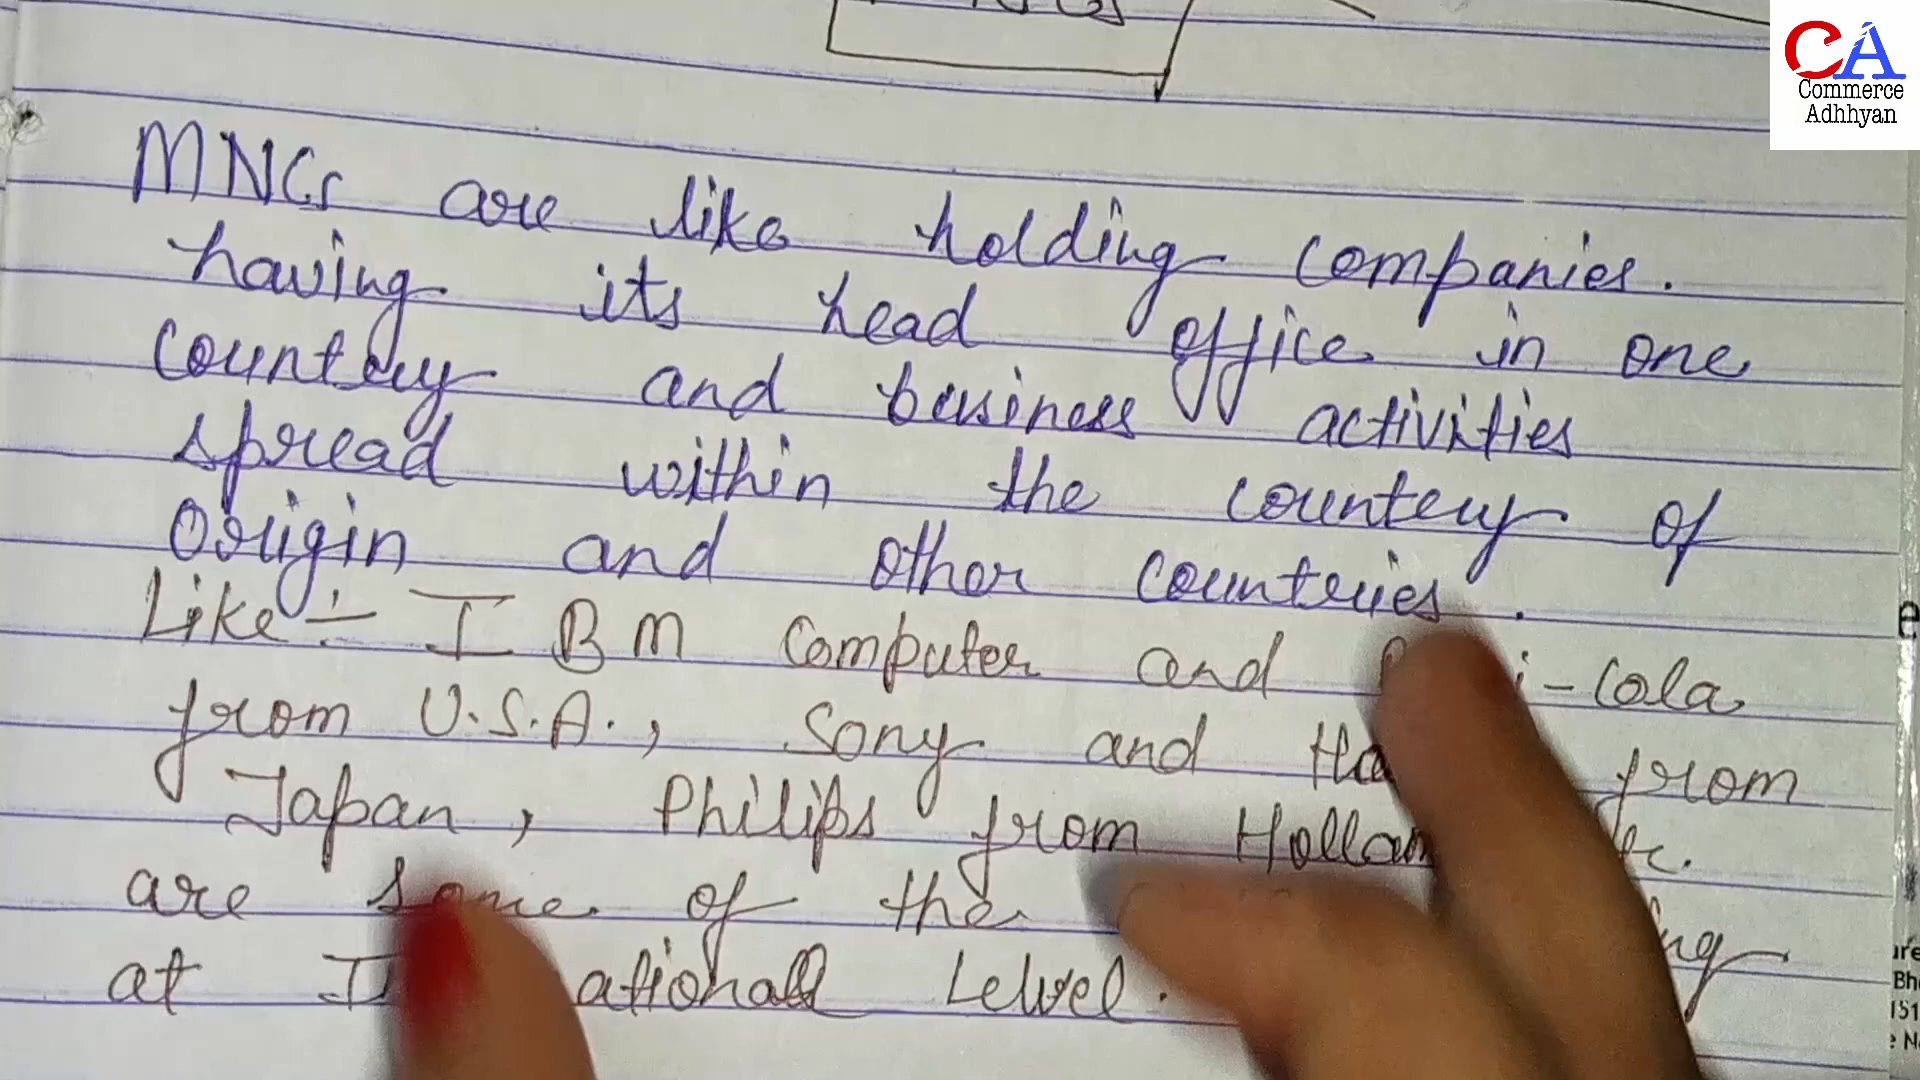 CA
Commerce
Adhhyan
MNCs are like holding companies.
having its head office in one
country and business activities
spread within the country of
origin and other countries.
Like :- I B M Computer and i-Cola
from U.S.A., Sony and from
Japan, Philips from
are some of the
at Level.